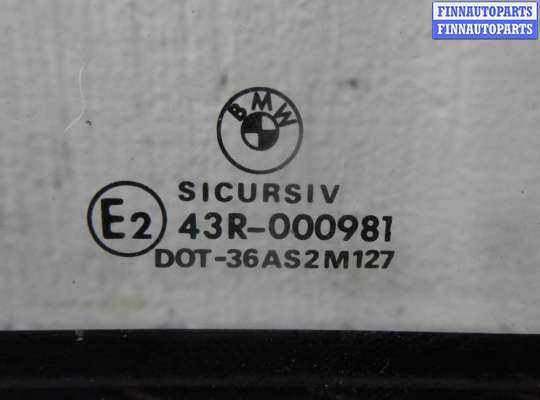 FINNAUTOPARTS
FINNAUTOPARTS
BMW
SICURSIV
E2 43R-000981
DOT-36AS2M127